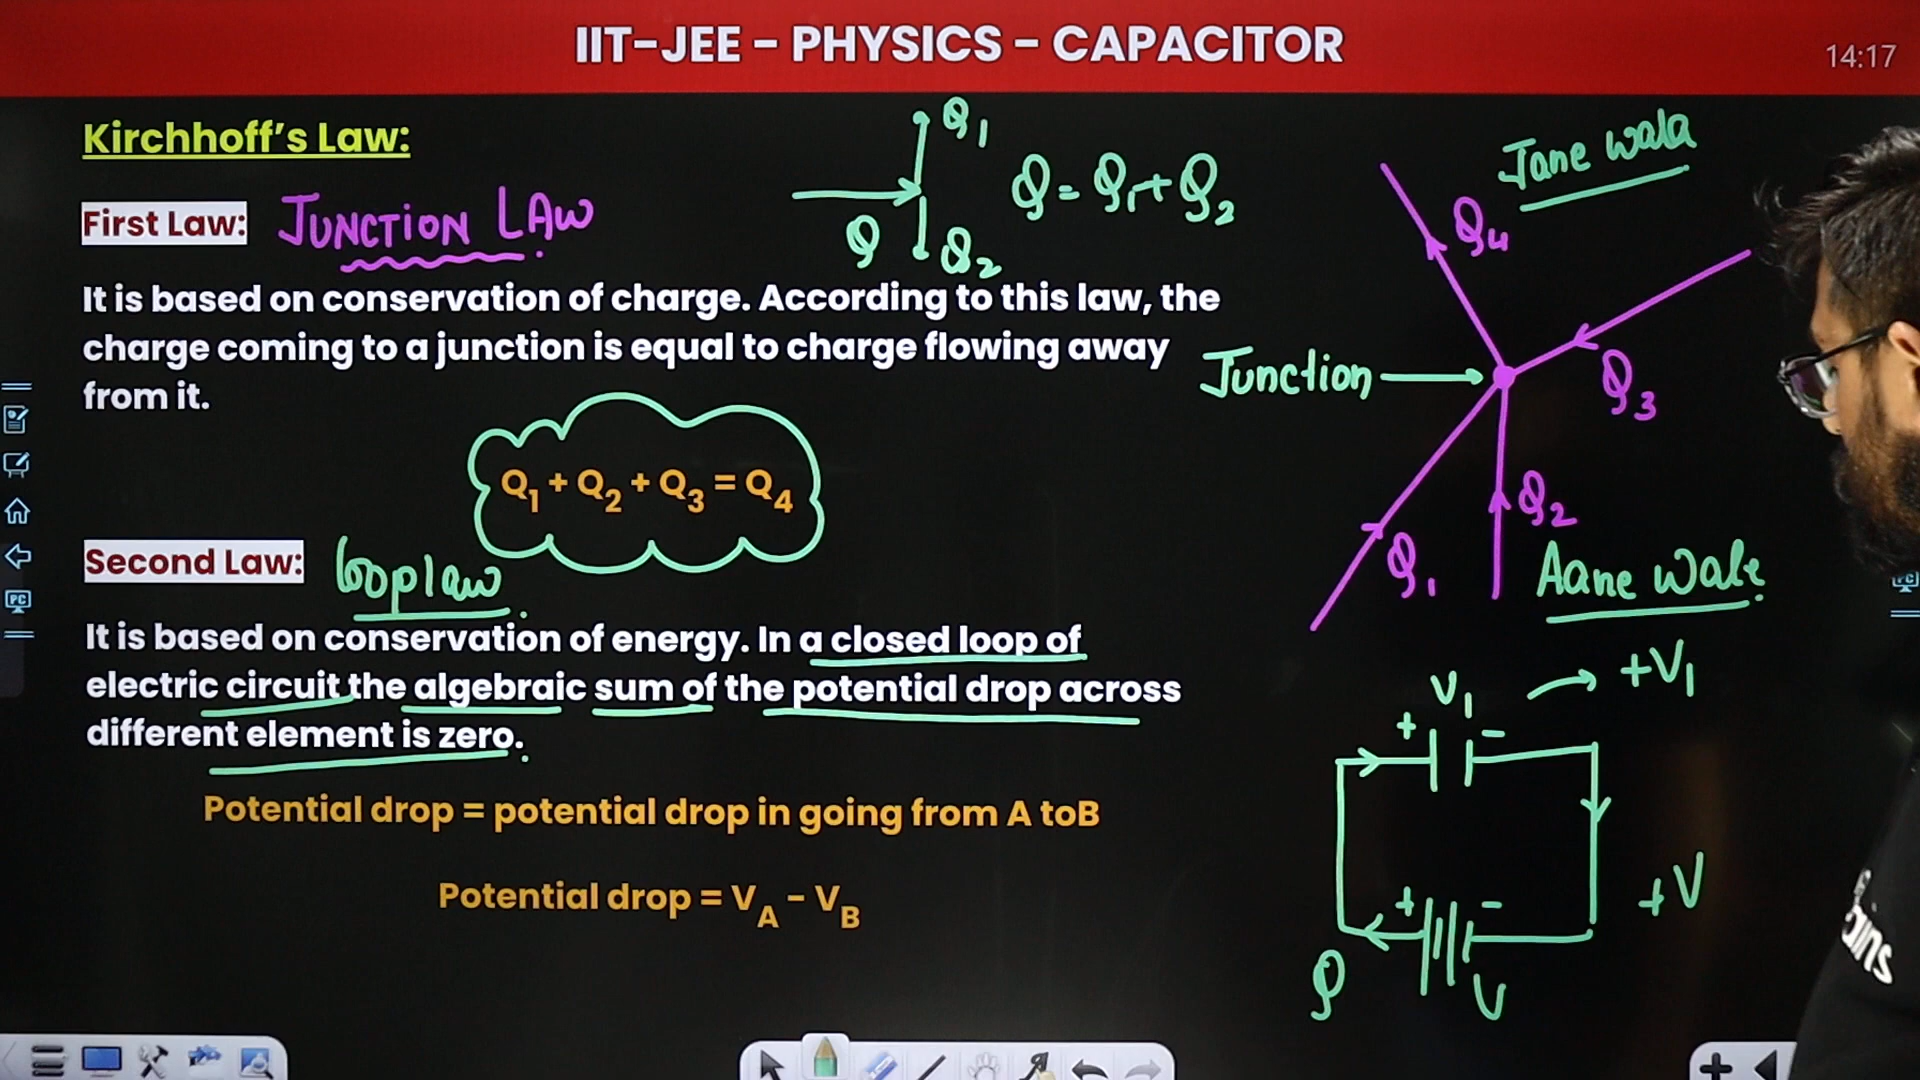 IIT-JEE - PHYSICS - CAPACITOR
14:17
Kirchhoff's Law:
First Law: JUNCTION LAW
Q1
Q
Q2
Q = Q1 + Q2
Jane wala
It is based on conservation of charge. According to this law, the
charge coming to a junction is equal to charge flowing away
from it.
Q4
Junction
Q3
Q2
Q1
Aane wale
Q1 + Q2 + Q3 = Q4
Second Law: loop law
It is based on conservation of energy. In a closed loop of
electric circuit the algebraic sum of the potential drop across
different element is zero.
Potential drop = potential drop in going from A toB
Potential drop = VA - VB
V1
+V1
+ -
+V
+ -
Q
V
PC
PC